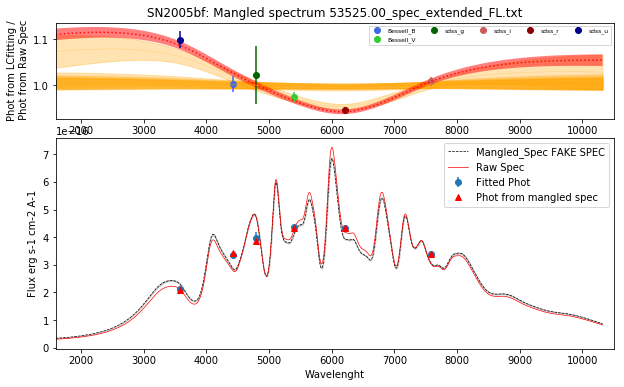 SN2005bf: Mangled spectrum 53525.00_spec_extended_FL.txt
Phot from LCfitting /
Phot from Raw Spec
1.1
1.0
Bessell_B
Bessell_V
sdss_g
sdss_i
sdss_r
sdss_u
2000 3000 4000 5000 6000 7000 8000 9000 10000
1e−16
Flux erg s-1 cm-2 A-1
7
6
5
4
3
2
1
0
Mangled_Spec FAKE SPEC
Raw Spec
Fitted Phot
Phot from mangled spec
2000 3000 4000 5000 6000 7000 8000 9000 10000
Wavelenght